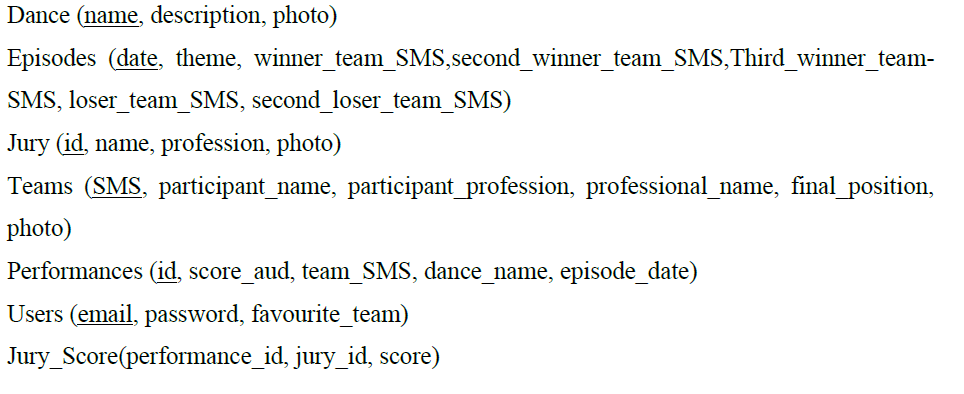 Dance (name, description, photo)
Episodes (date, theme, winner_team_SMS,second_winner_team_SMS,Third_winner_team-
SMS, loser_team_SMS, second_loser_team_SMS)
Jury (id, name, profession, photo)
Teams (SMS, participant_name, participant_profession, professional_name, final_position,
photo)
Performances (id, score_aud, team_SMS, dance_name, episode_date)
Users (email, password, favourite_team)
Jury_Score(performance_id, jury_id, score)